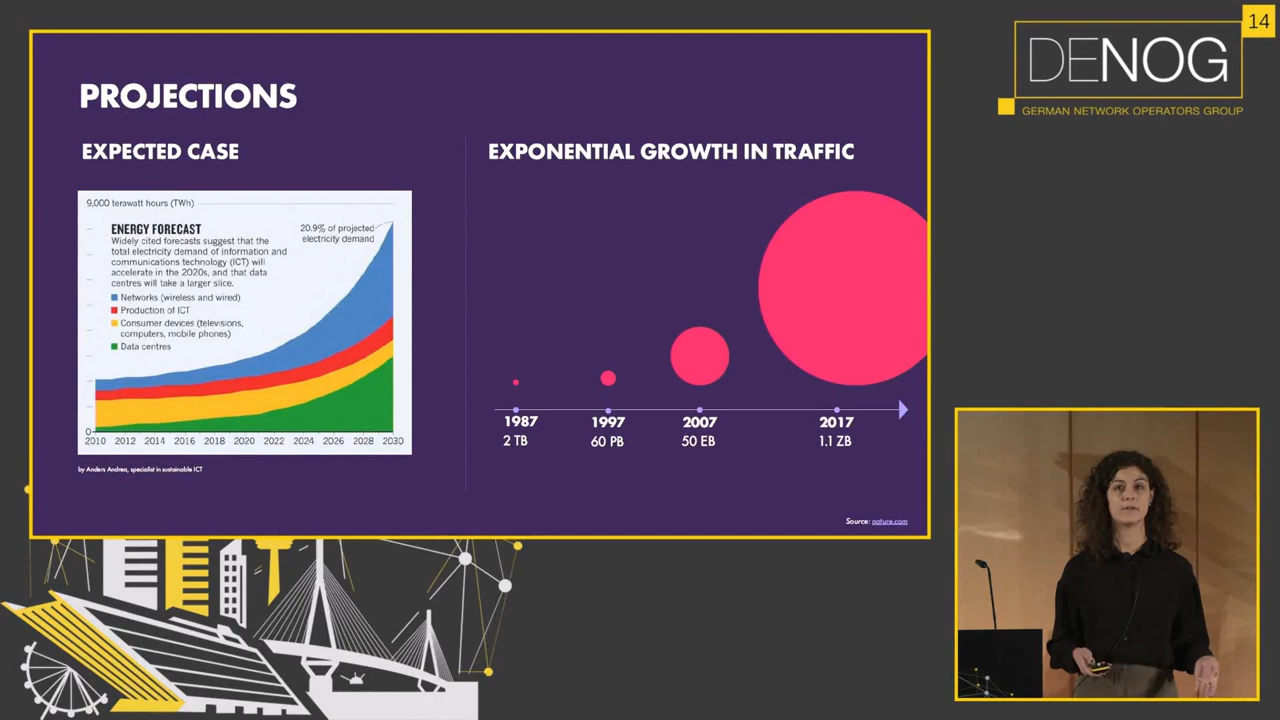 14
DENOG
GERMAN NETWORK OPERATORS GROUP
PROJECTIONS
EXPECTED CASE
9,000 terawatt hours (TWh)
ENERGY FORECAST
Widely cited forecasts suggest that the
total electricity demand of information and
communications technology (ICT) will
accelerate in the 2020s, and that data
centres will take a larger slice.
Networks (wireless and wired)
Production of ICT
Consumer devices (televisions,
computers, mobile phones)
Data centres
20.9% of projected
electricity demand
0
2010 2012 2014 2016 2018 2020 2022 2024 2026 2028 2030
by Anders Andrea, specialist in sustainable ICT
EXPONENTIAL GROWTH IN TRAFFIC
1987 1997 2007 2017
2 TB 60 PB 50 EB 1.1 ZB
Source: nature.com